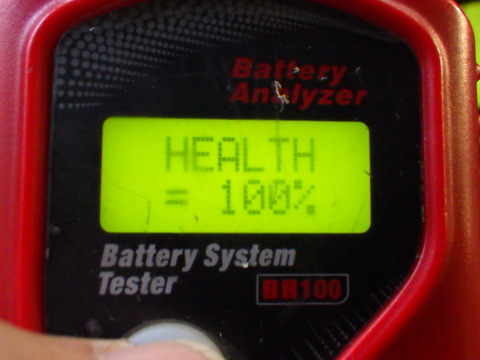 Battery
Analyzer
HEALTH
= 100%
Battery System
Tester
BR100